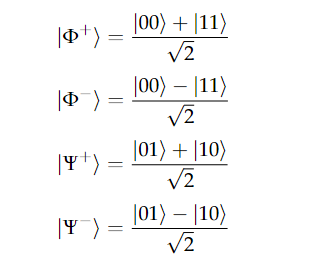 |Φ⁺⟩ = (|00⟩ + |11⟩)/√2
|Φ⁻⟩ = (|00⟩ − |11⟩)/√2
|Ψ⁺⟩ = (|01⟩ + |10⟩)/√2
|Ψ⁻⟩ = (|01⟩ − |10⟩)/√2